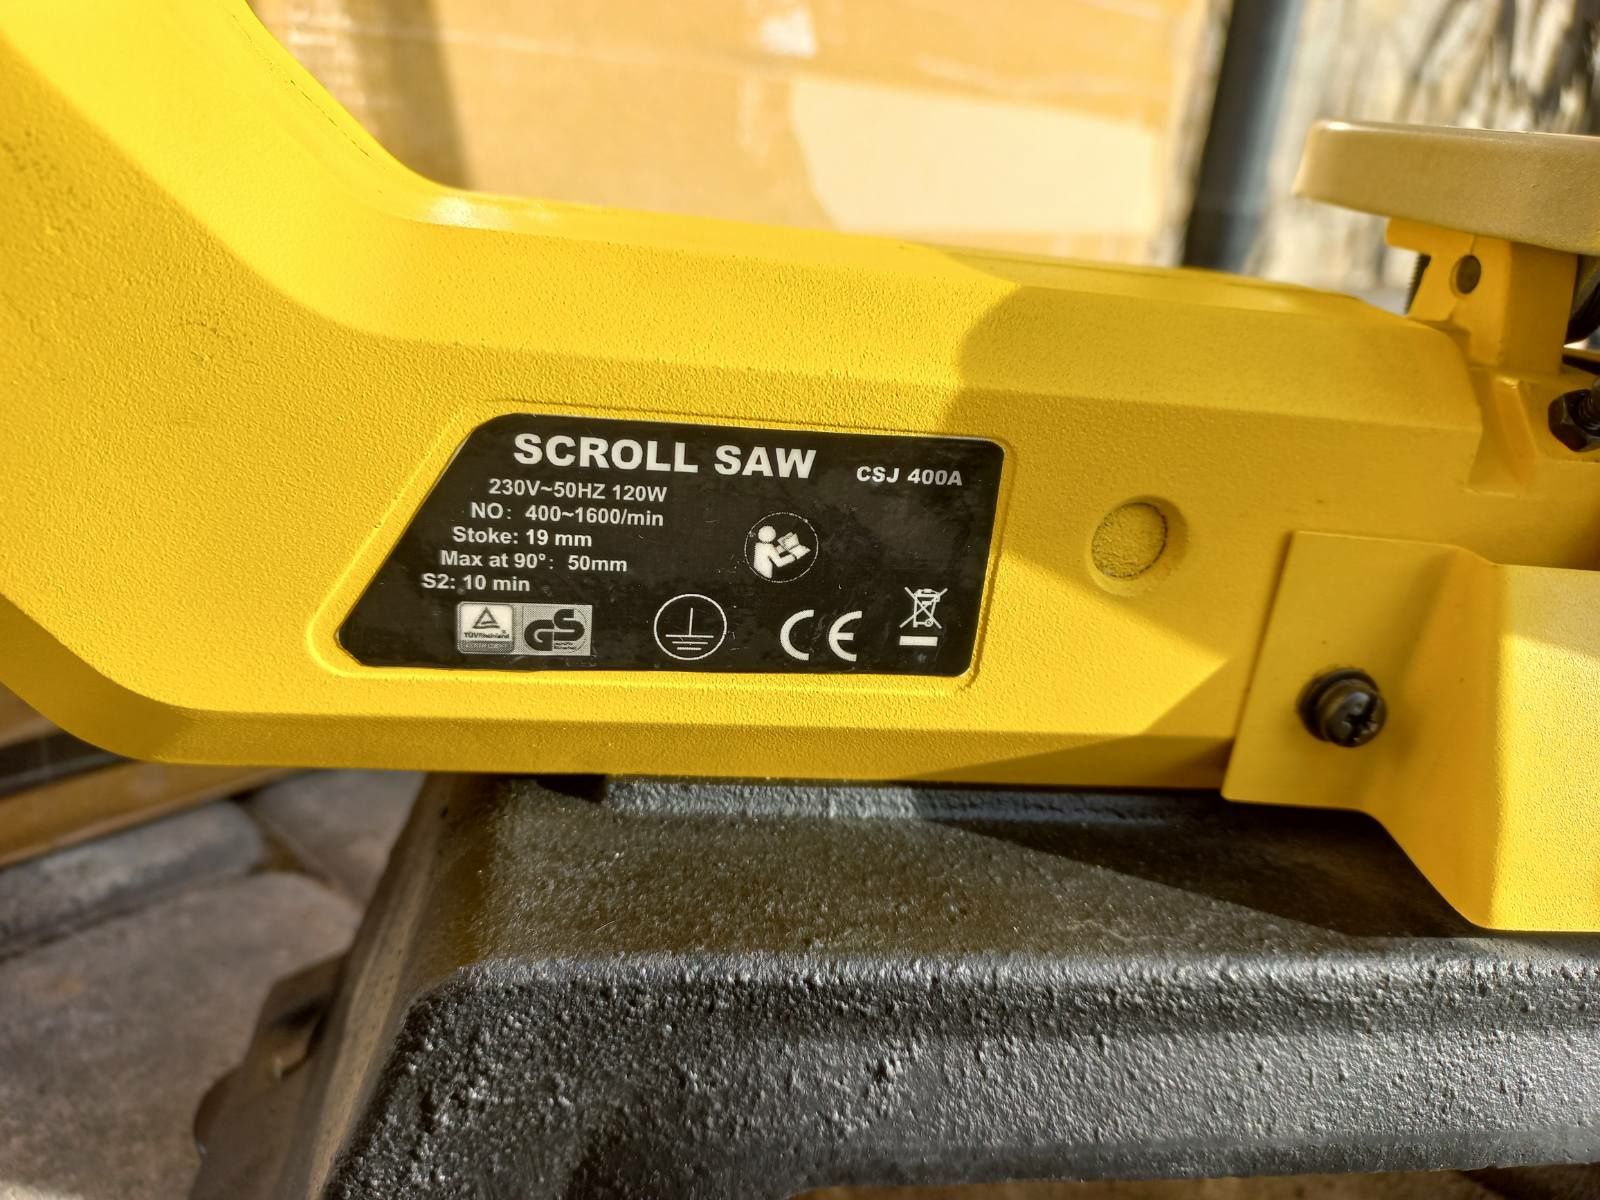 SCROLL SAW CSJ 400A
230V~50HZ 120W
NO: 400~1600/min
Stoke: 19 mm
Max at 90°: 50mm
S2: 10 min
TÜVRheinland
GS
CE